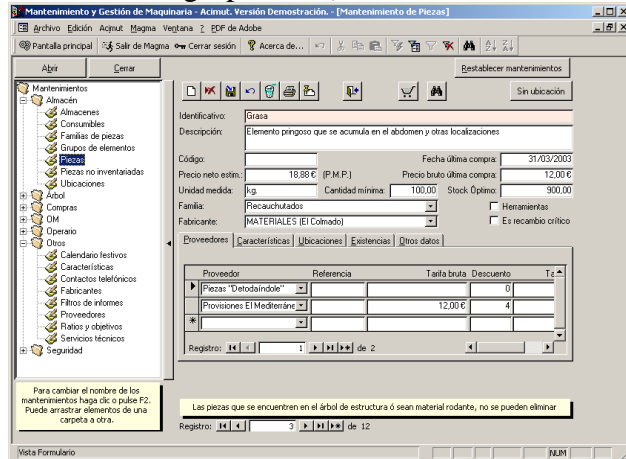 Mantenimiento y Gestión de Maquinaria - Acimut. Versión Demostración. - [Mantenimiento de Piezas]
Archivo Edición Acimut Magma Ventana ? PDF de Adobe
Pantalla principal Salir de Magma Cerrar sesión Acerca de...
Abrir Cerrar Restablecer mantenimientos
Mantenimientos
Almacén
Almacenes
Consumibles
Familias de piezas
Grupos de elementos
Piezas
Piezas no inventariadas
Ubicaciones
Árbol
Compras
OM
Operario
Otros
Calendario festivos
Características
Contactos telefónicos
Fabricantes
Filtros de informes
Proveedores
Ratios y objetivos
Servicios técnicos
Seguridad
Para cambiar el
nombre de los
mantenimientos haga
clic o pulse F2.
Puede arrastrar
elementos de una
carpeta a otra.
Sin ubicación
Identificativo: Grasa
Descripción: Elemento pringoso que se acumula en el abdomen y otras localizaciones
Código: Fecha última compra: 31/03/2003
Precio neto estim.: 18,88 € (P.M.P.) Precio bruto última compra: 12,00 €
Unidad medida: kg. Cantidad mínima: 100,00 Stock Óptimo: 900,00
Familia: Recauchutados Herramientas
Fabricante: MATERIALES (El Colmado) Es recambio crítico
Proveedores Características Ubicaciones Existencias Otros datos
Proveedor Referencia Tarifa bruta Descuento Ta
Piezas "Detodaíndole" 0
Provisiones El Mediterráne 12,00 € 4
Registro: 1 de 2
Las piezas que se encuentren en el árbol de estructura ó sean material rodante, no se pueden eliminar
Registro: 3 de 12
Vista Formulario NUM